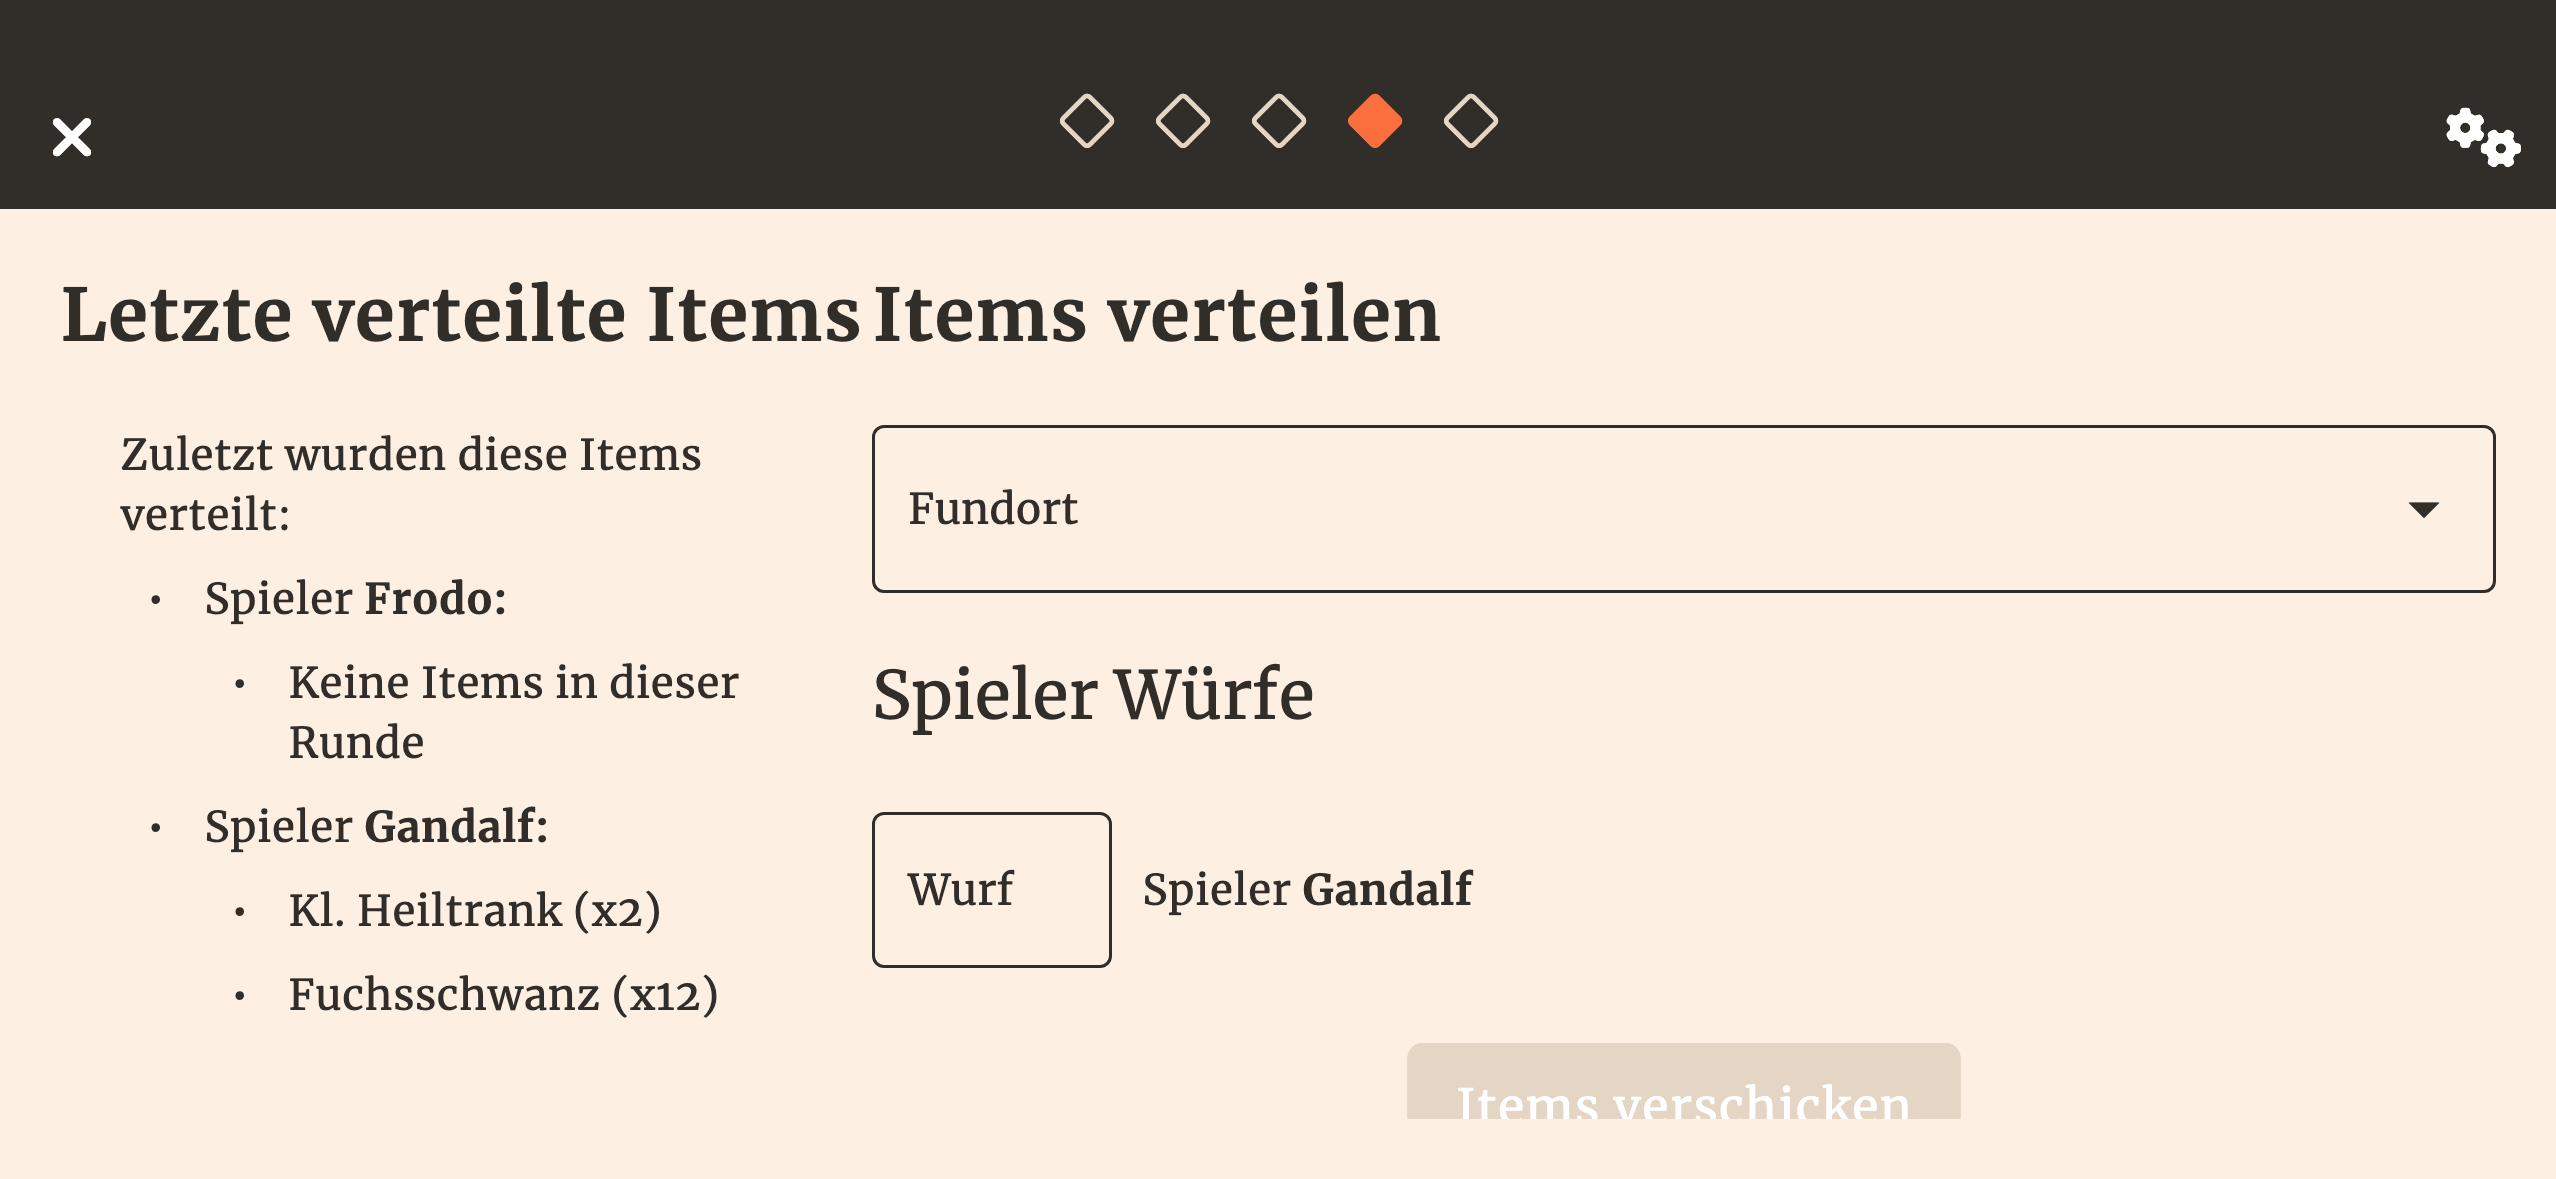 Letzte verteilte Items
Zuletzt wurden diese Items
verteilt:
• Spieler Frodo:
• Keine Items in dieser
Runde
• Spieler Gandalf:
• Kl. Heiltrank (x2)
• Fuchsschwanz (x12)
Items verteilen
Fundort
Spieler Würfe
Wurf
Spieler Gandalf
Items verschicken